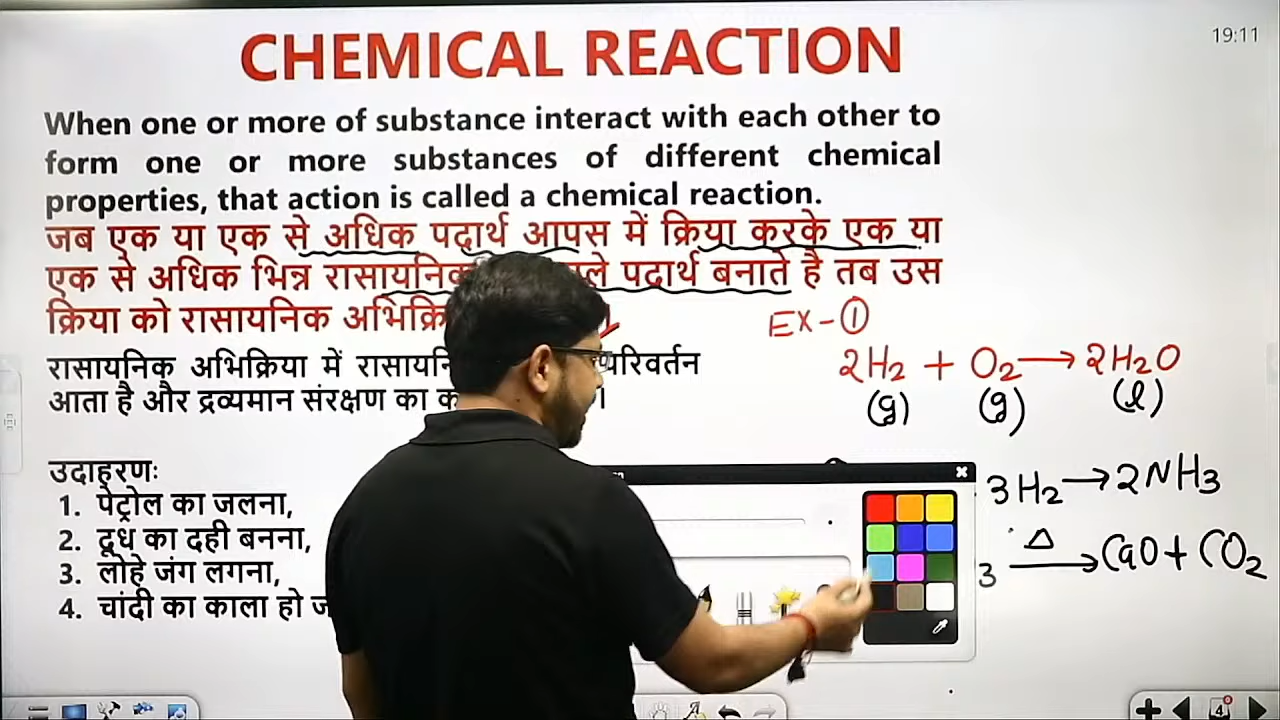 CHEMICAL REACTION
19:11
When one or more of substance interact with each other to
form one or more substances of different chemical
properties, that action is called a chemical reaction.
जब एक या एक से अधिक पदार्थ आपस में क्रिया करके एक या
एक से अधिक भिन्न रासायनिक पदार्थ बनाते है तब उस
क्रिया को रासायनिक
रासायनिक अभिक्रिया में परिवर्तन
आता है और द्रव्यमान संरक्षण का
EX-①
2H₂ + O₂ → 2H₂O
(g) (g) (l)
3H₂ → 2NH₃
3 Δ → CaO + CO₂
उदाहरणः
1. पेट्रोल का जलना,
2. दूध का दही बनना,
3. लोहे जंग लगना,
4. चांदी का काला हो
4